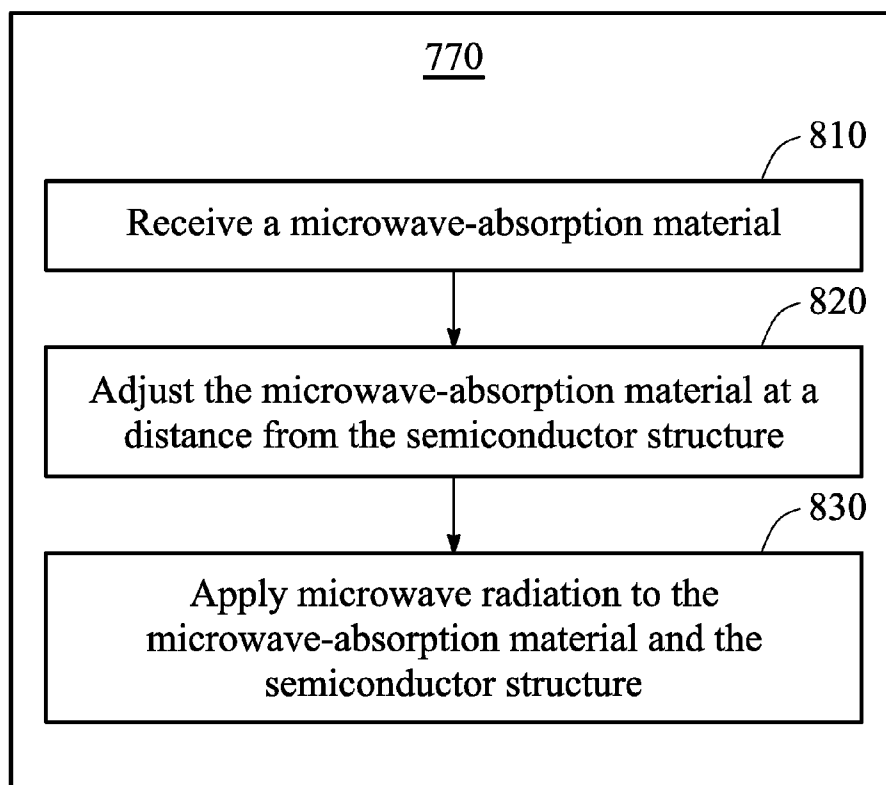 770
810
Receive a microwave-absorption material
820
Adjust the microwave-absorption material at a
distance from the semiconductor structure
830
Apply microwave radiation to the
microwave-absorption material and the
semiconductor structure